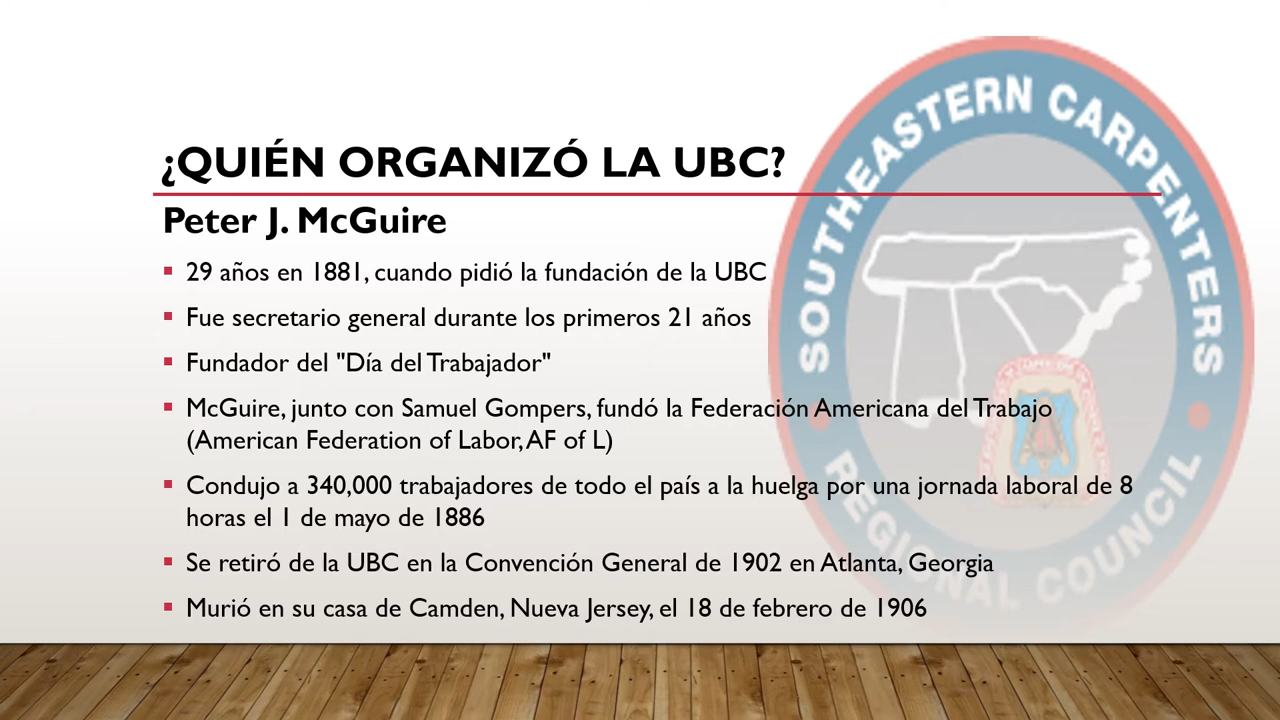 ¿QUIÉN ORGANIZÓ LA UBC?
Peter J. McGuire
29 años en 1881, cuando pidió la fundación de la UBC
Fue secretario general durante los primeros 21 años
Fundador del "Día del Trabajador"
McGuire, junto con Samuel Gompers, fundó la Federación Americana del Trabajo
(American Federation of Labor, AF of L)
Condujo a 340,000 trabajadores de todo el país a la huelga por una jornada laboral de 8
horas el 1 de mayo de 1886
Se retiró de la UBC en la Convención General de 1902 en Atlanta, Georgia
Murió en su casa de Camden, Nueva Jersey, el 18 de febrero de 1906
SOUTHEASTERN CARPENTERS
REGIONAL COUNCIL